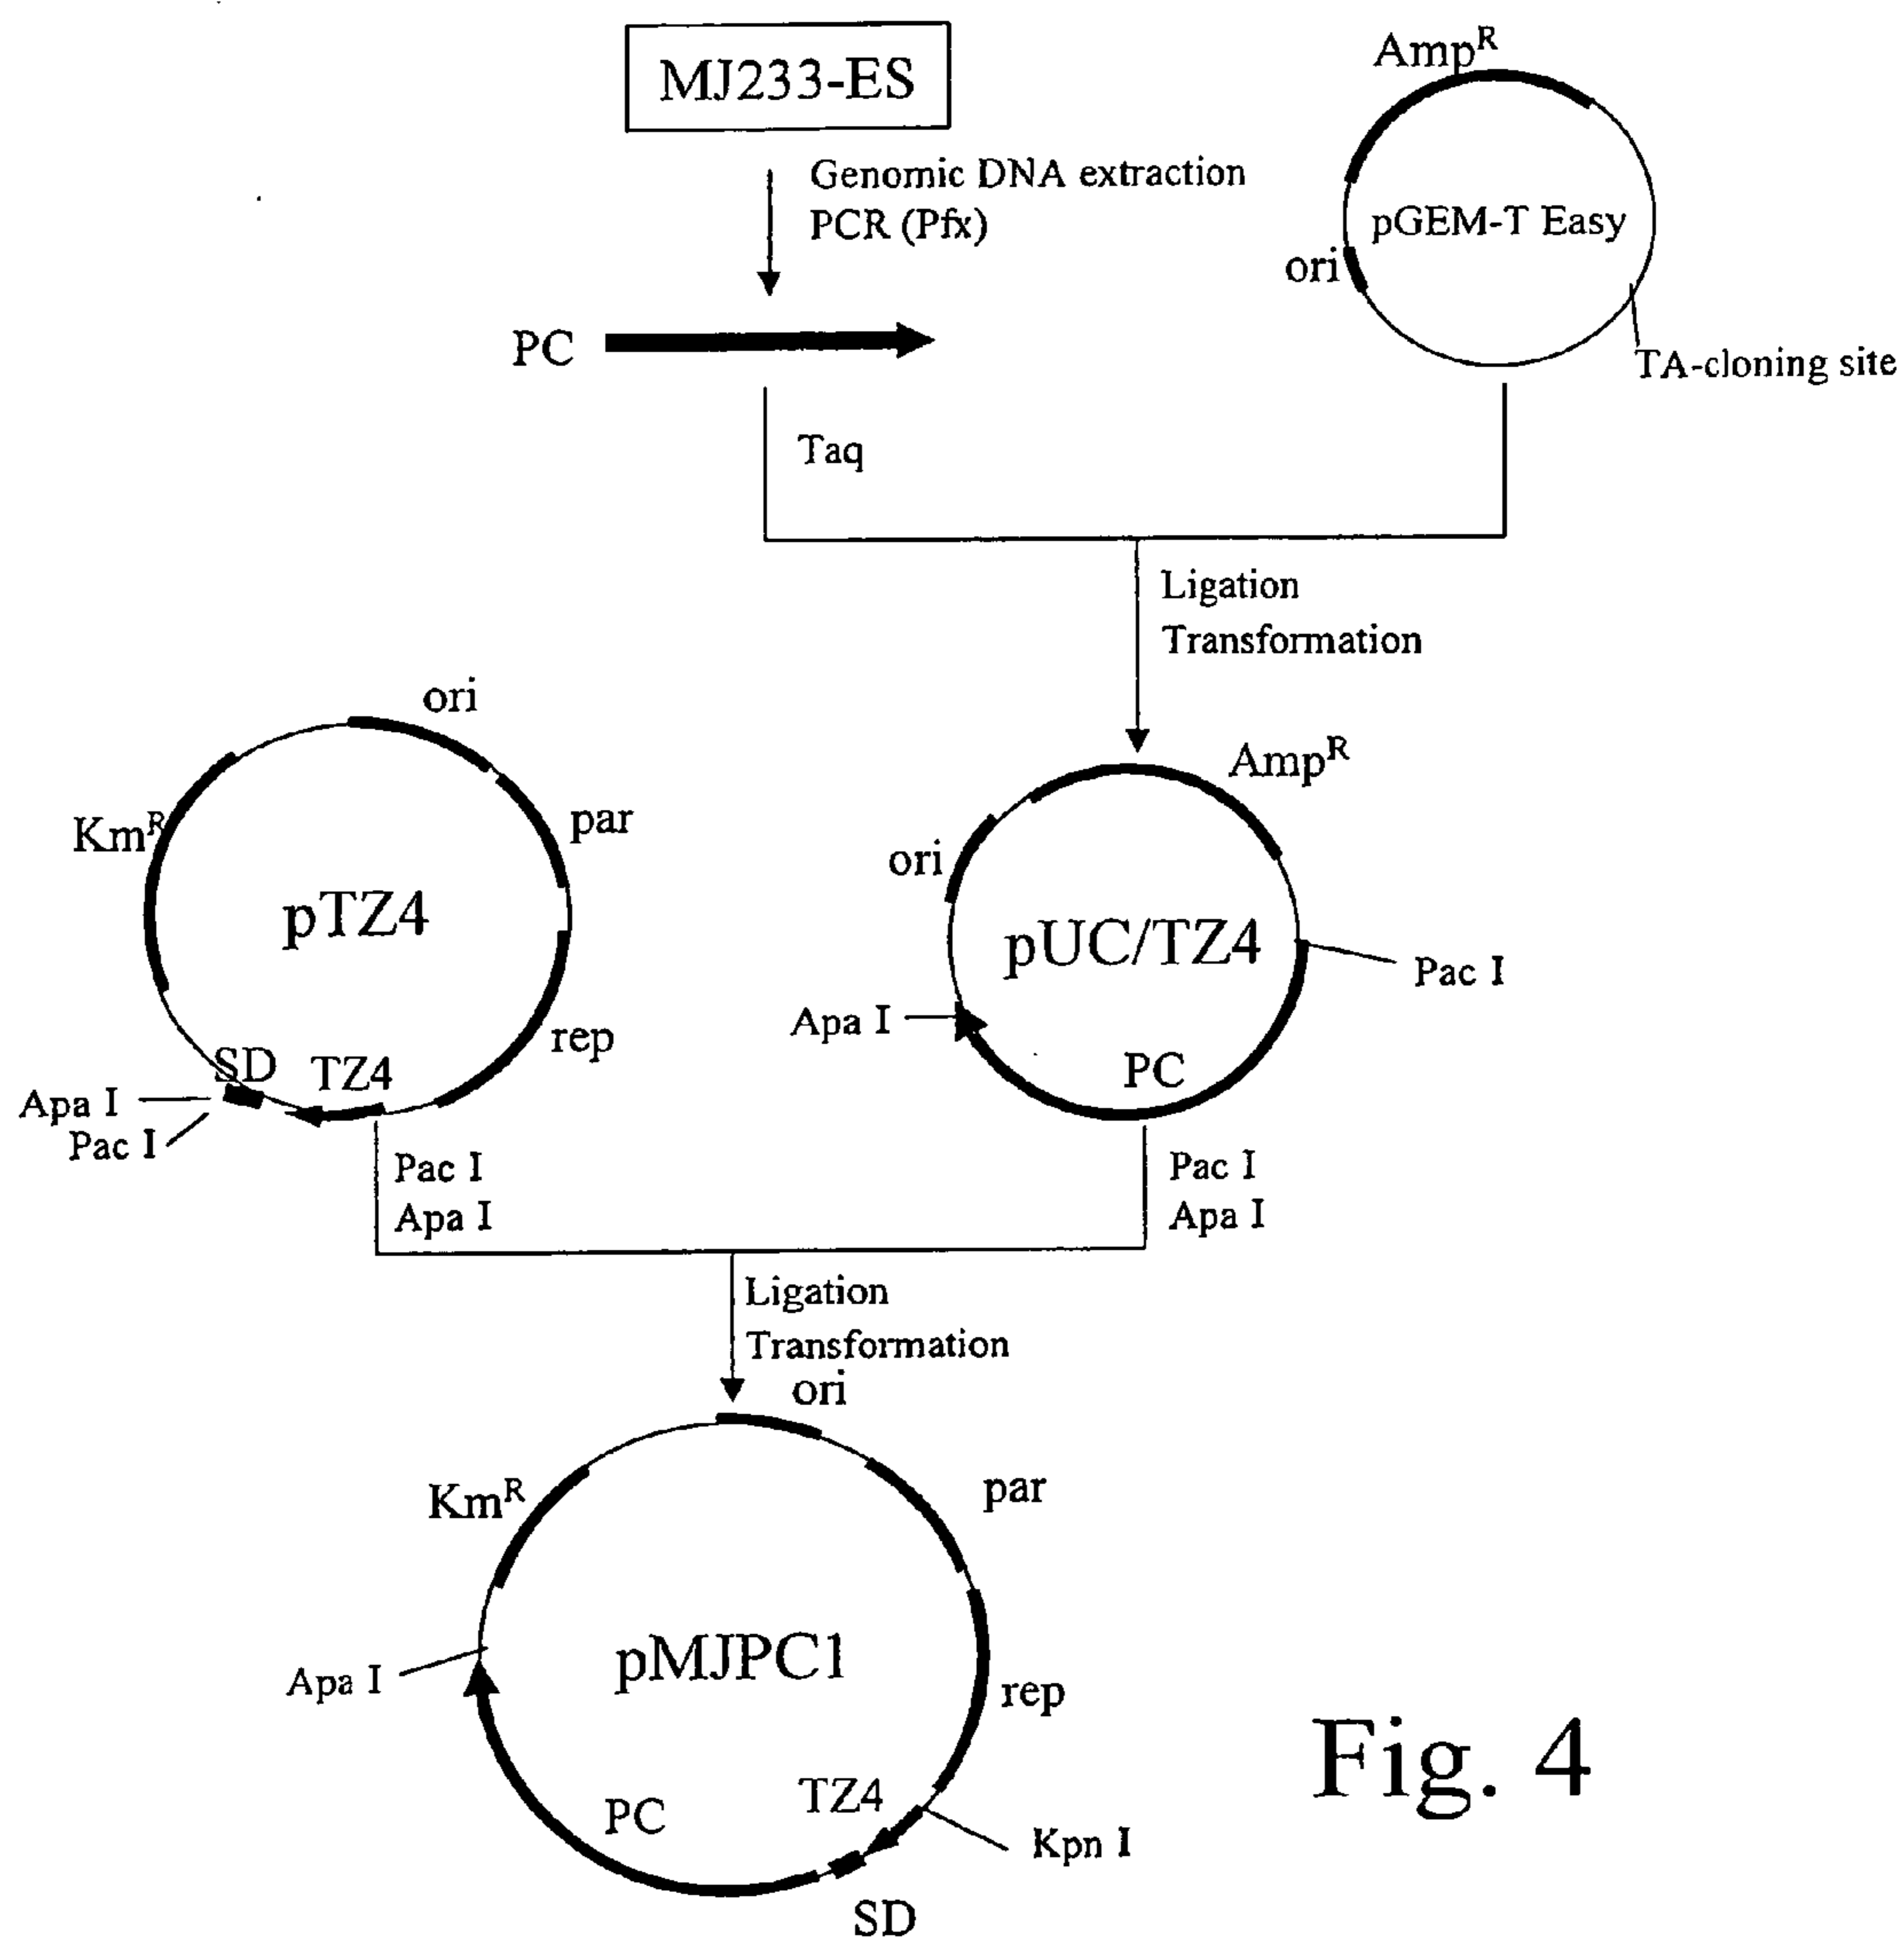 MJ233-ES
Amp^R
Genomic DNA extraction
PCR (Pfx)
pGEM-T Easy
ori
PC
TA-cloning site
Taq
Ligation
Transformation
ori
Km^R
par
pTZ4
rep
SD
TZ4
Apa I
Pac I
Amp^R
ori
pUC/TZ4
Pac I
Apa I
PC
Pac I
Apa I
Pac I
Apa I
Ligation
Transformation
ori
Km^R
par
pMJPC1
Apa I
rep
TZ4
PC
Kpn I
SD
Fig. 4